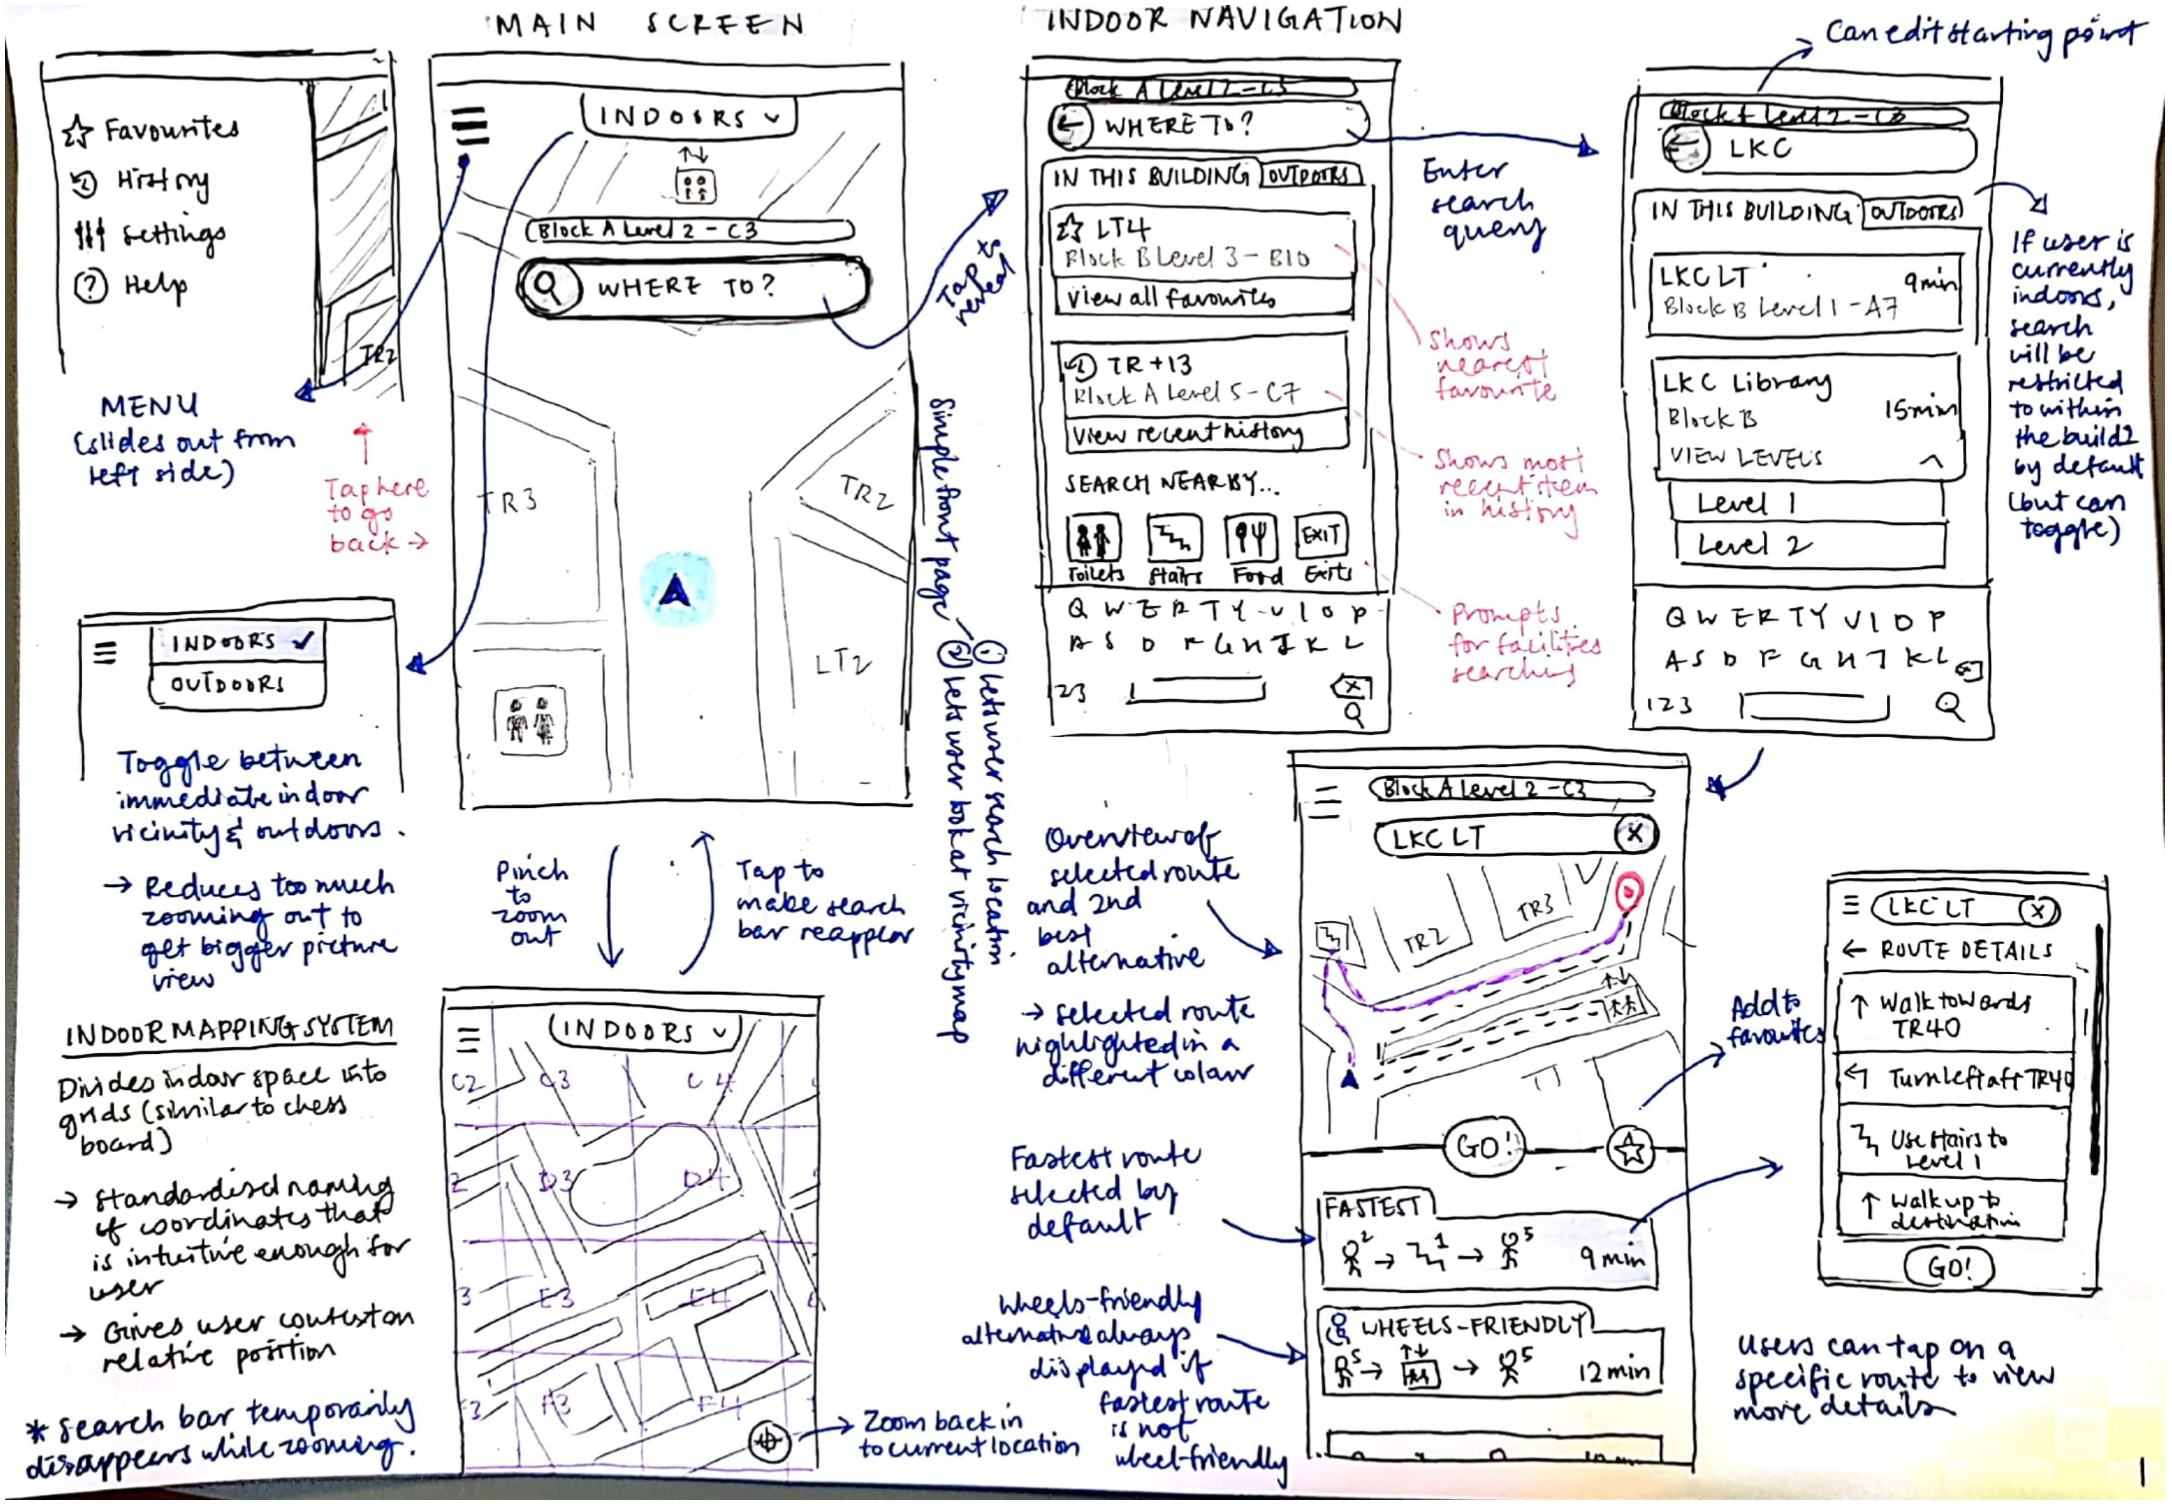 MAIN SCREEN
INDOOR NAVIGATION
Can edit starting point
Favourites
History
Settings
Help
TR2
MENU
(slides out from
left side)
Tap here
to go
back →
INDOORS
Block A Level 2 - C3
WHERE TO?
TR3
TR2
LT2
Tap to
reveal
Simple front page
① Lets user search location
② Lets user look at vicinity map
INDOORS ✓
OUTDOORS
Toggle between
immediate indoor
vicinity & outdoors.
→ Reduces too much
zooming out to
get bigger picture
view
Pinch
to
zoom
out
Tap to
make search
bar reappear
INDOOR MAPPING SYSTEM
Divides indoor space into
grids (similar to chess
board)
→ Standardised naming
of coordinates that
is intuitive enough for
user
→ Gives user context on
relative position
* Search bar temporarily
disappears while zooming.
INDOORS
C2 C3 C4
2 D3 D4
3 E3 E4
F3 F4
→ Zoom back in
to current location
Block A Level 2 - C3
WHERE TO?
IN THIS BUILDING OUTDOORS
LT4
Block B Level 3 - B10
View all favourites
TR+13
Block A Level 5 - C7
View recent history
SEARCH NEARBY...
EXIT
Toilets Stairs Food Exits
Q W E R T Y U I O P
A S D F G H J K L
123
Enter
search
query
Shows
nearest
favourite
Shows most
recent item
in history
Prompts
for facilities
searching
Block A Level 2 - C3
LKC
IN THIS BUILDING OUTDOORS
LKC LT 9min
Block B Level 1 - A7
LKC Library
Block B 15min
VIEW LEVELS
Level 1
Level 2
Q W E R T Y U I O P
A S D F G H J K L
123
If user is
currently
indoors,
search
will be
restricted
to within
the build
by default
(but can
toggle)
Overview of
selected route
and 2nd
best
alternative
→ Selected route
highlighted in a
different colour
Block A Level 2 - C3
LKC LT X
TR2
TR3
GO!
Add to
favourites
Fastest route
selected by
default
FASTEST
2 → 1 → 5 9 min
Wheels-friendly
alternative always
displayed if
fastest route
is not
wheel-friendly
WHEELS-FRIENDLY
5 → → 5 12 min
LKC LT X
← ROUTE DETAILS
↑ Walk towards
TR40
Turn left aft TR40
Use stairs to
Level 1
↑ Walk up to
destination
GO!
Users can tap on a
specific route to view
more details
1